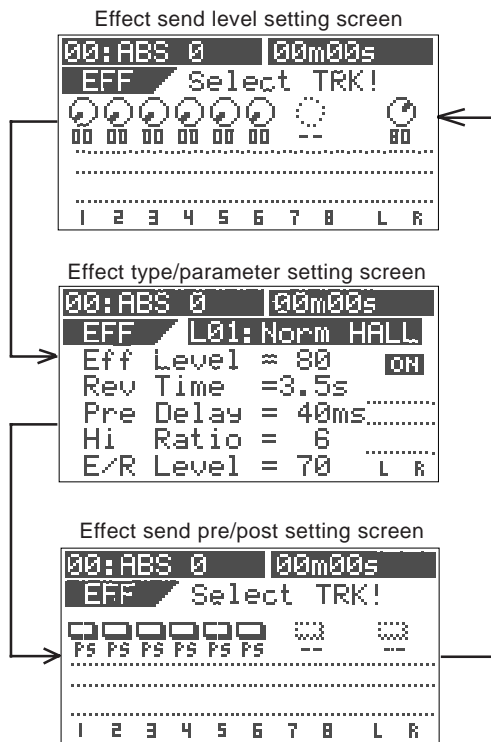 Effect send level setting screen
00:ABS 0 00m00s
EFF Select TRK!
00 00 00 00 00 00 -- 80
1 2 3 4 5 6 7 8 L R
Effect type/parameter setting screen
00:ABS 0 00m00s
EFF L01:Norm HALL
Eff Level ≈ 80 ON
Rev Time =3.5s
Pre Delay = 40ms
Hi Ratio = 6
E/R Level = 70 L R
Effect send pre/post setting screen
00:ABS 0 00m00s
EFF Select TRK!
PS PS PS PS PS PS -- --
1 2 3 4 5 6 7 8 L R